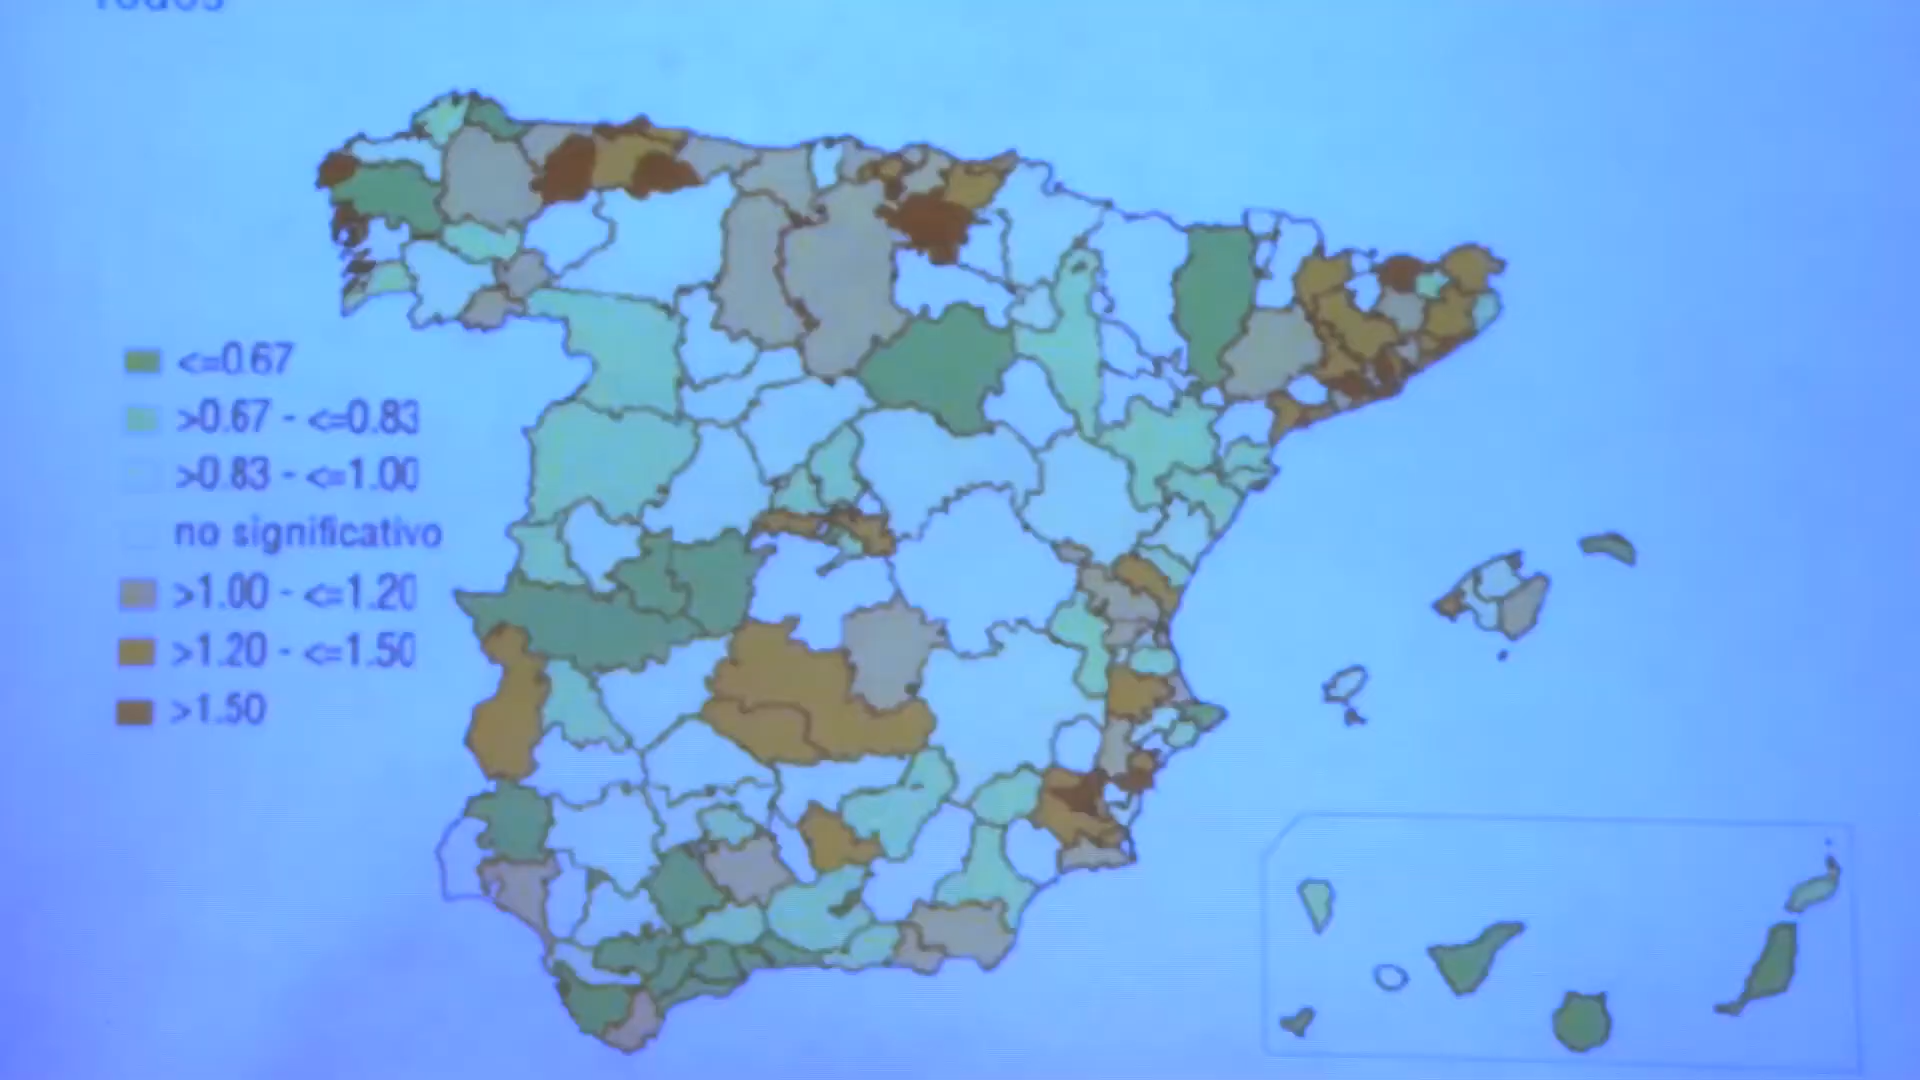 Todos
<=0.67
>0.67 - <=0.83
>0.83 - <=1.00
no significativo
>1.00 - <=1.20
>1.20 - <=1.50
>1.50